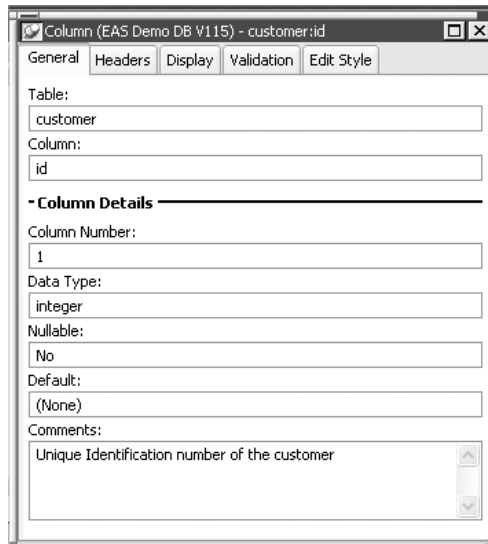 Column (EAS Demo DB V115) - customer:id
General Headers Display Validation Edit Style
Table:
customer
Column:
id
- Column Details
Column Number:
1
Data Type:
integer
Nullable:
No
Default:
(None)
Comments:
Unique Identification number of the customer